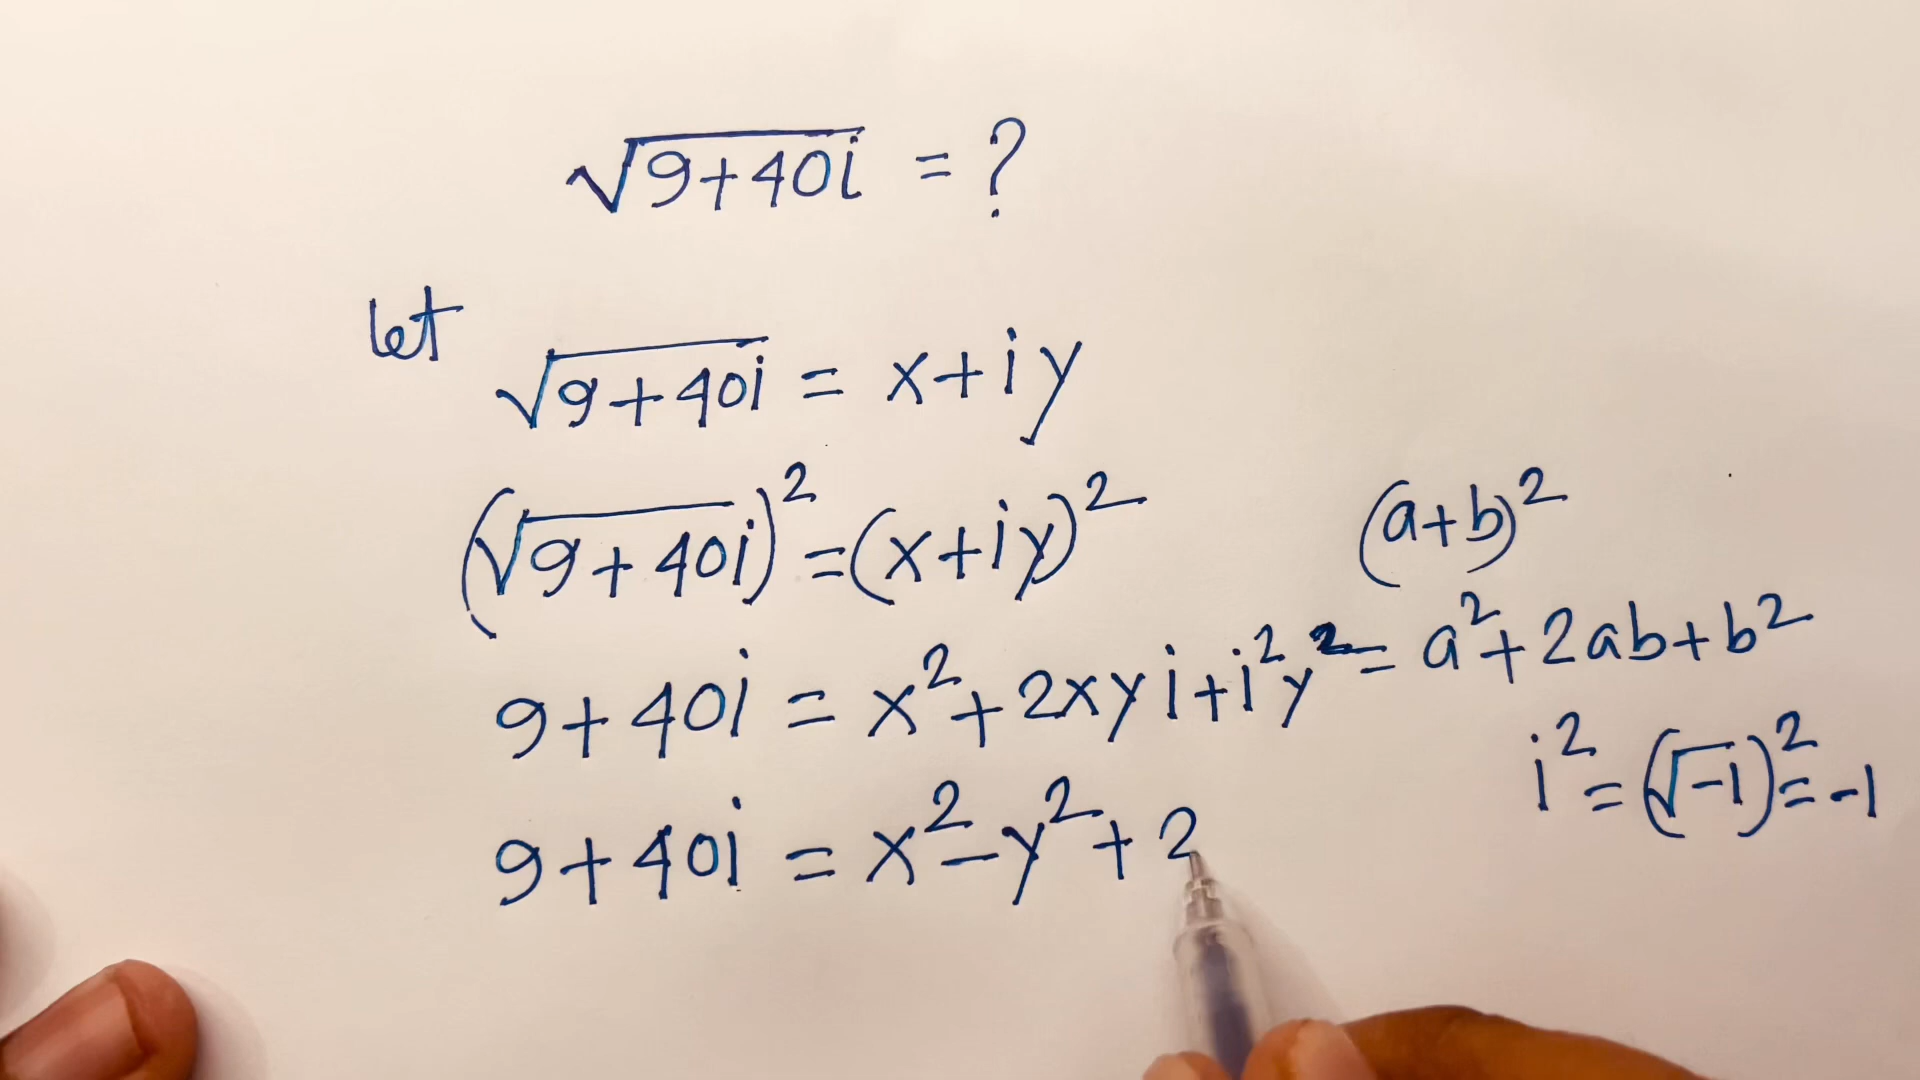 √9+40i = ?
let
√9+40i = x+iy
(√9+40i)² = (x+iy)²
(a+b)²
= a²+2ab+b²
9+40i = x²+2xyi+i²y²
i² = (√-1)² = -1
9+40i = x²-y²+2